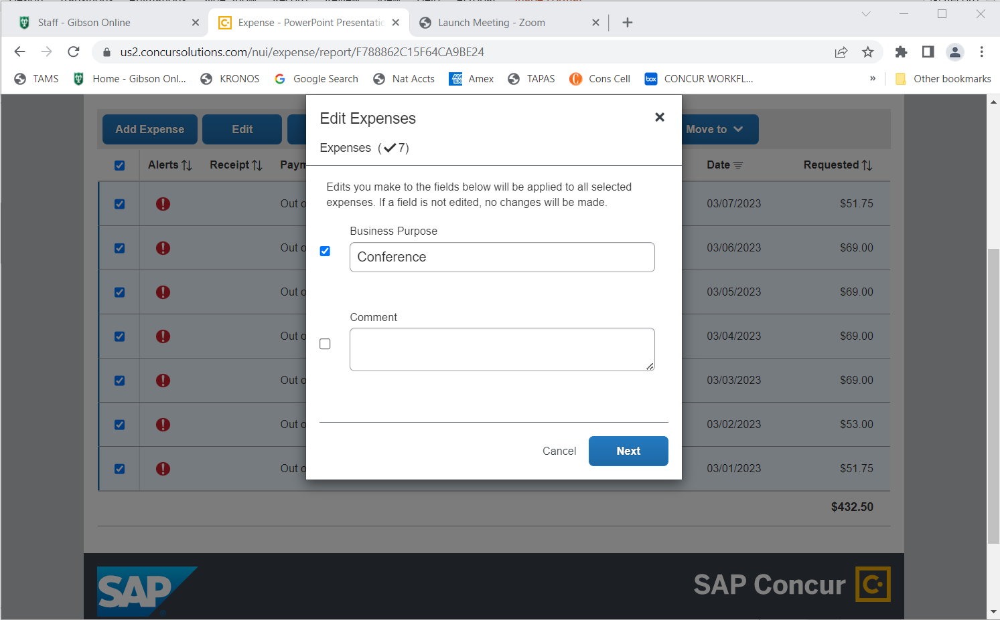 Staff - Gibson Online
Expense - PowerPoint Presentatio
Launch Meeting - Zoom
us2.concursolutions.com/nui/expense/report/F788862C15F64CA9BE24
TAMS
Home - Gibson Onl...
KRONOS
Google Search
Nat Accts
Amex
TAPAS
Cons Cell
box
CONCUR WORKFL...
»
Other bookmarks
Add Expense
Edit
Move to
Edit Expenses
Expenses (✓7)
Alerts
Receipt
Paym
Date
Requested
Edits you make to the fields below will be applied to all selected
expenses. If a field is not edited, no changes will be made.
Out o
03/07/2023
$51.75
Business Purpose
Conference
Out o
03/06/2023
$69.00
Out o
03/05/2023
$69.00
Comment
Out o
03/04/2023
$69.00
Out o
03/03/2023
$69.00
Out o
03/02/2023
$53.00
Cancel
Next
Out o
03/01/2023
$51.75
$432.50
SAP
SAP Concur